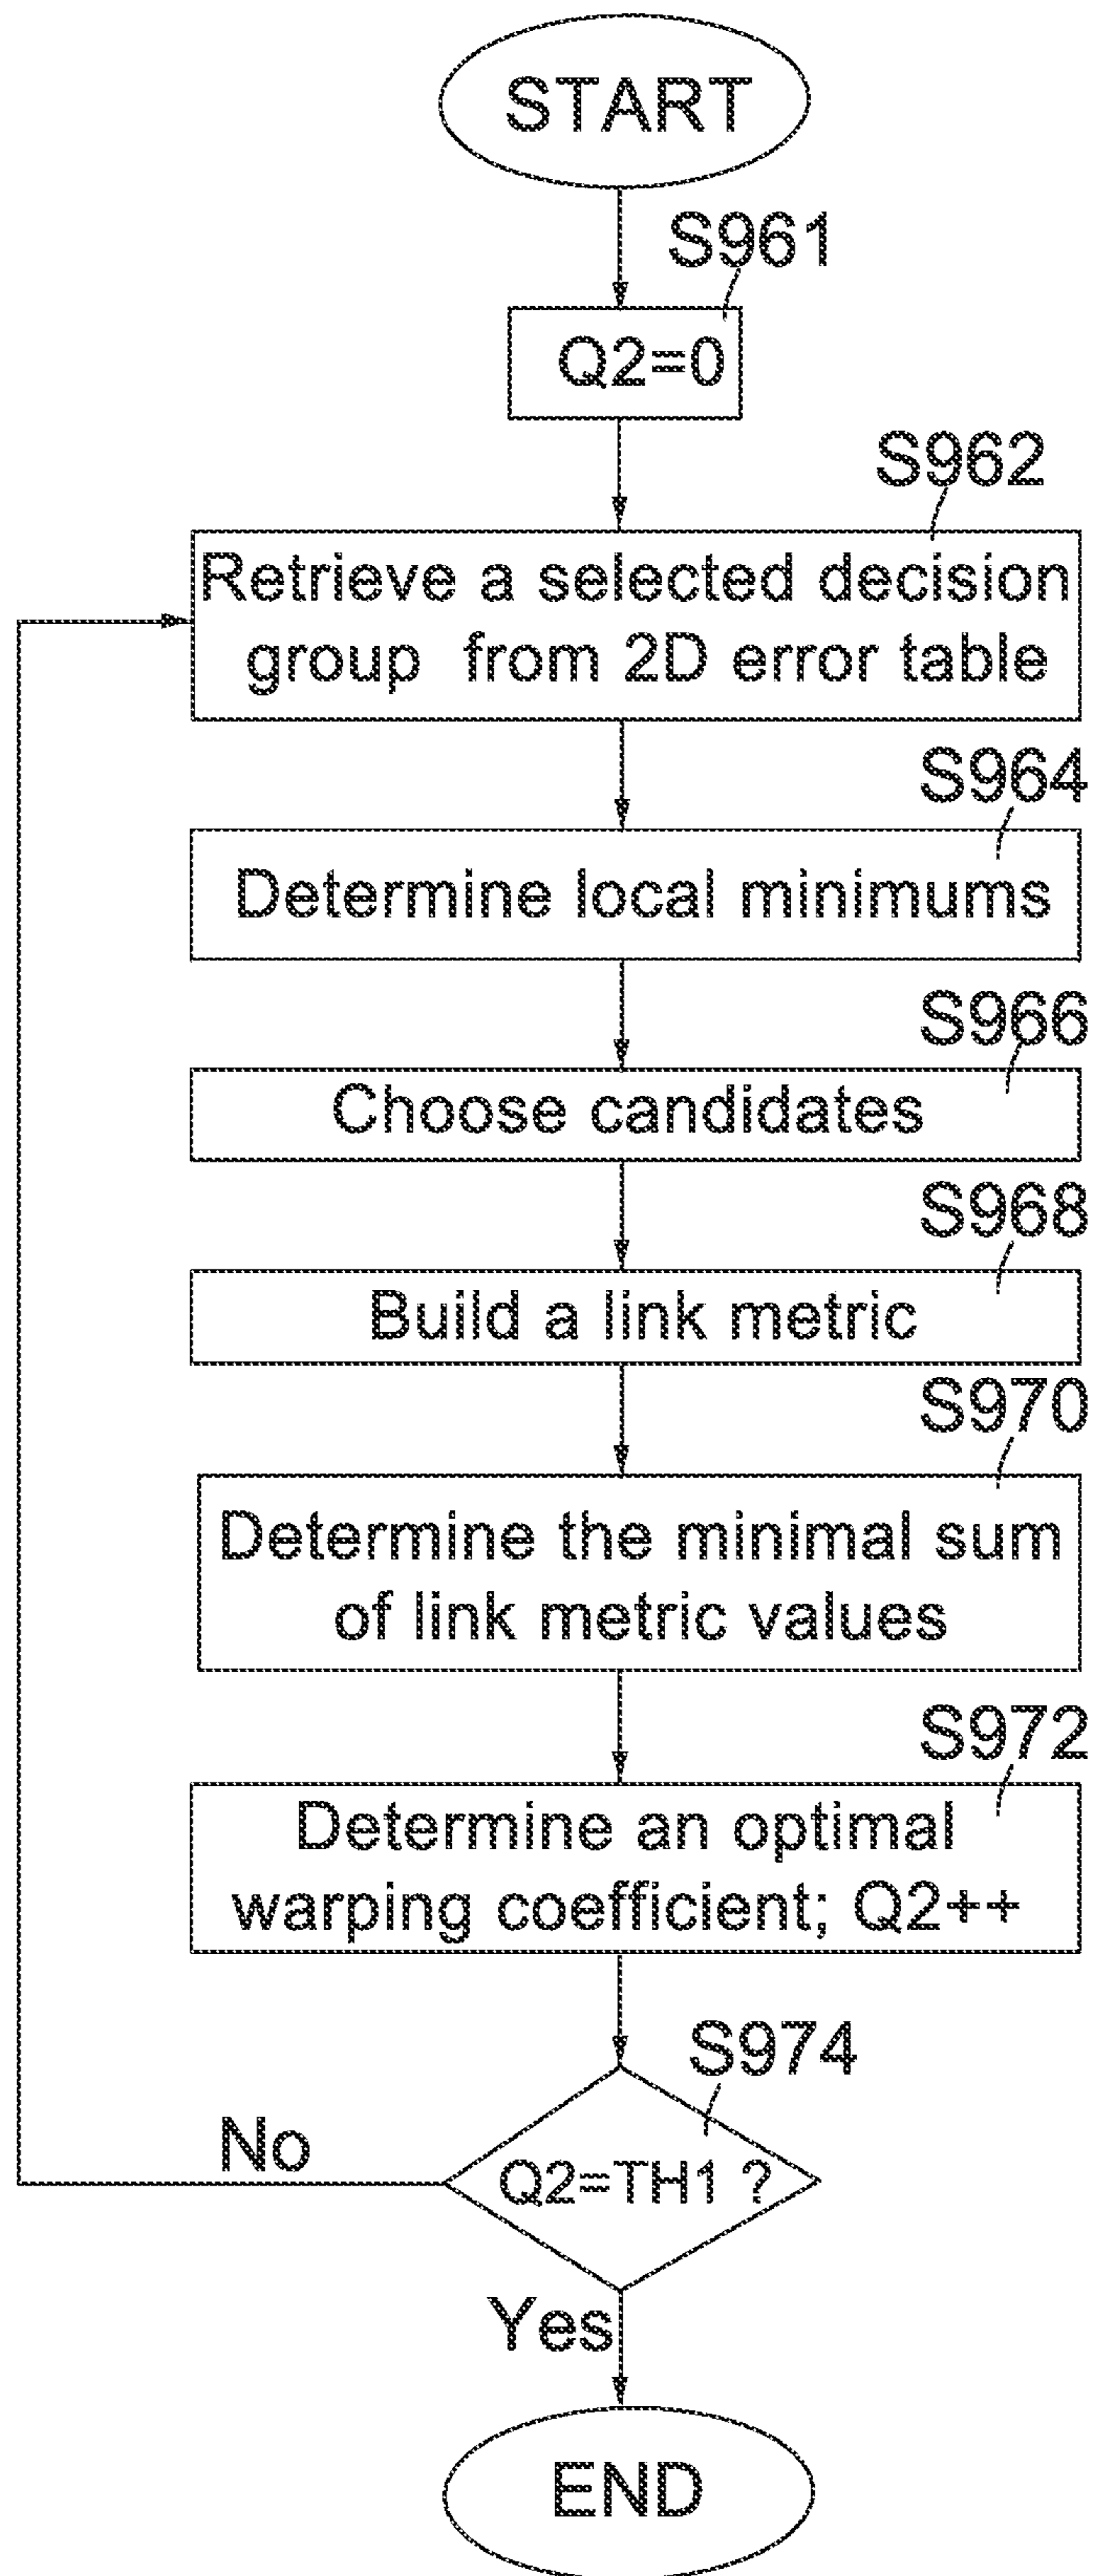 START
S961
Q2=0
S962
Retrieve a selected decision
group from 2D error table
S964
Determine local minimums
S966
Choose candidates
S968
Build a link metric
S970
Determine the minimal sum
of link metric values
S972
Determine an optimal
warping coefficient; Q2++
S974
No
Q2=TH1 ?
Yes
END